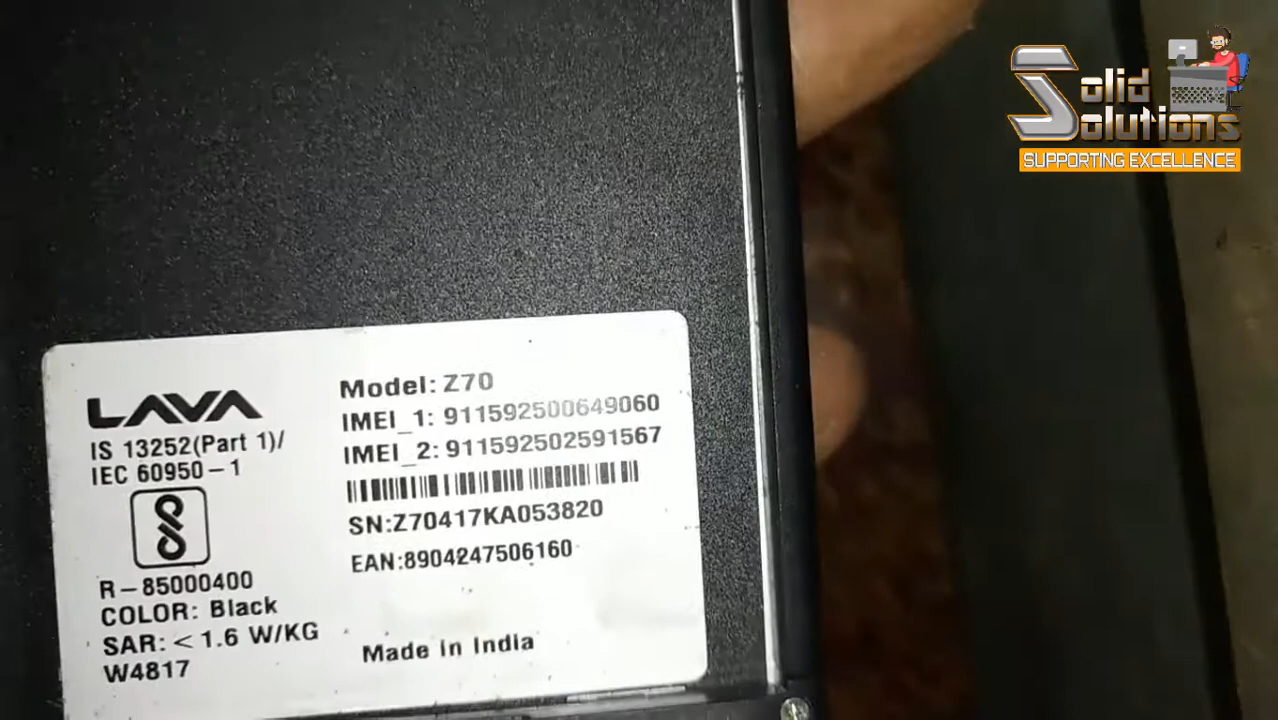 Solid
Solutions
SUPPORTING EXCELLENCE
LAVA
IS 13252(Part 1)/
IEC 60950-1
R-85000400
COLOR: Black
SAR: < 1.6 W/KG
W4817
Model: Z70
IMEI_1: 911592500649060
IMEI_2: 911592502591567
SN:Z70417KA053820
EAN:8904247506160
Made in India